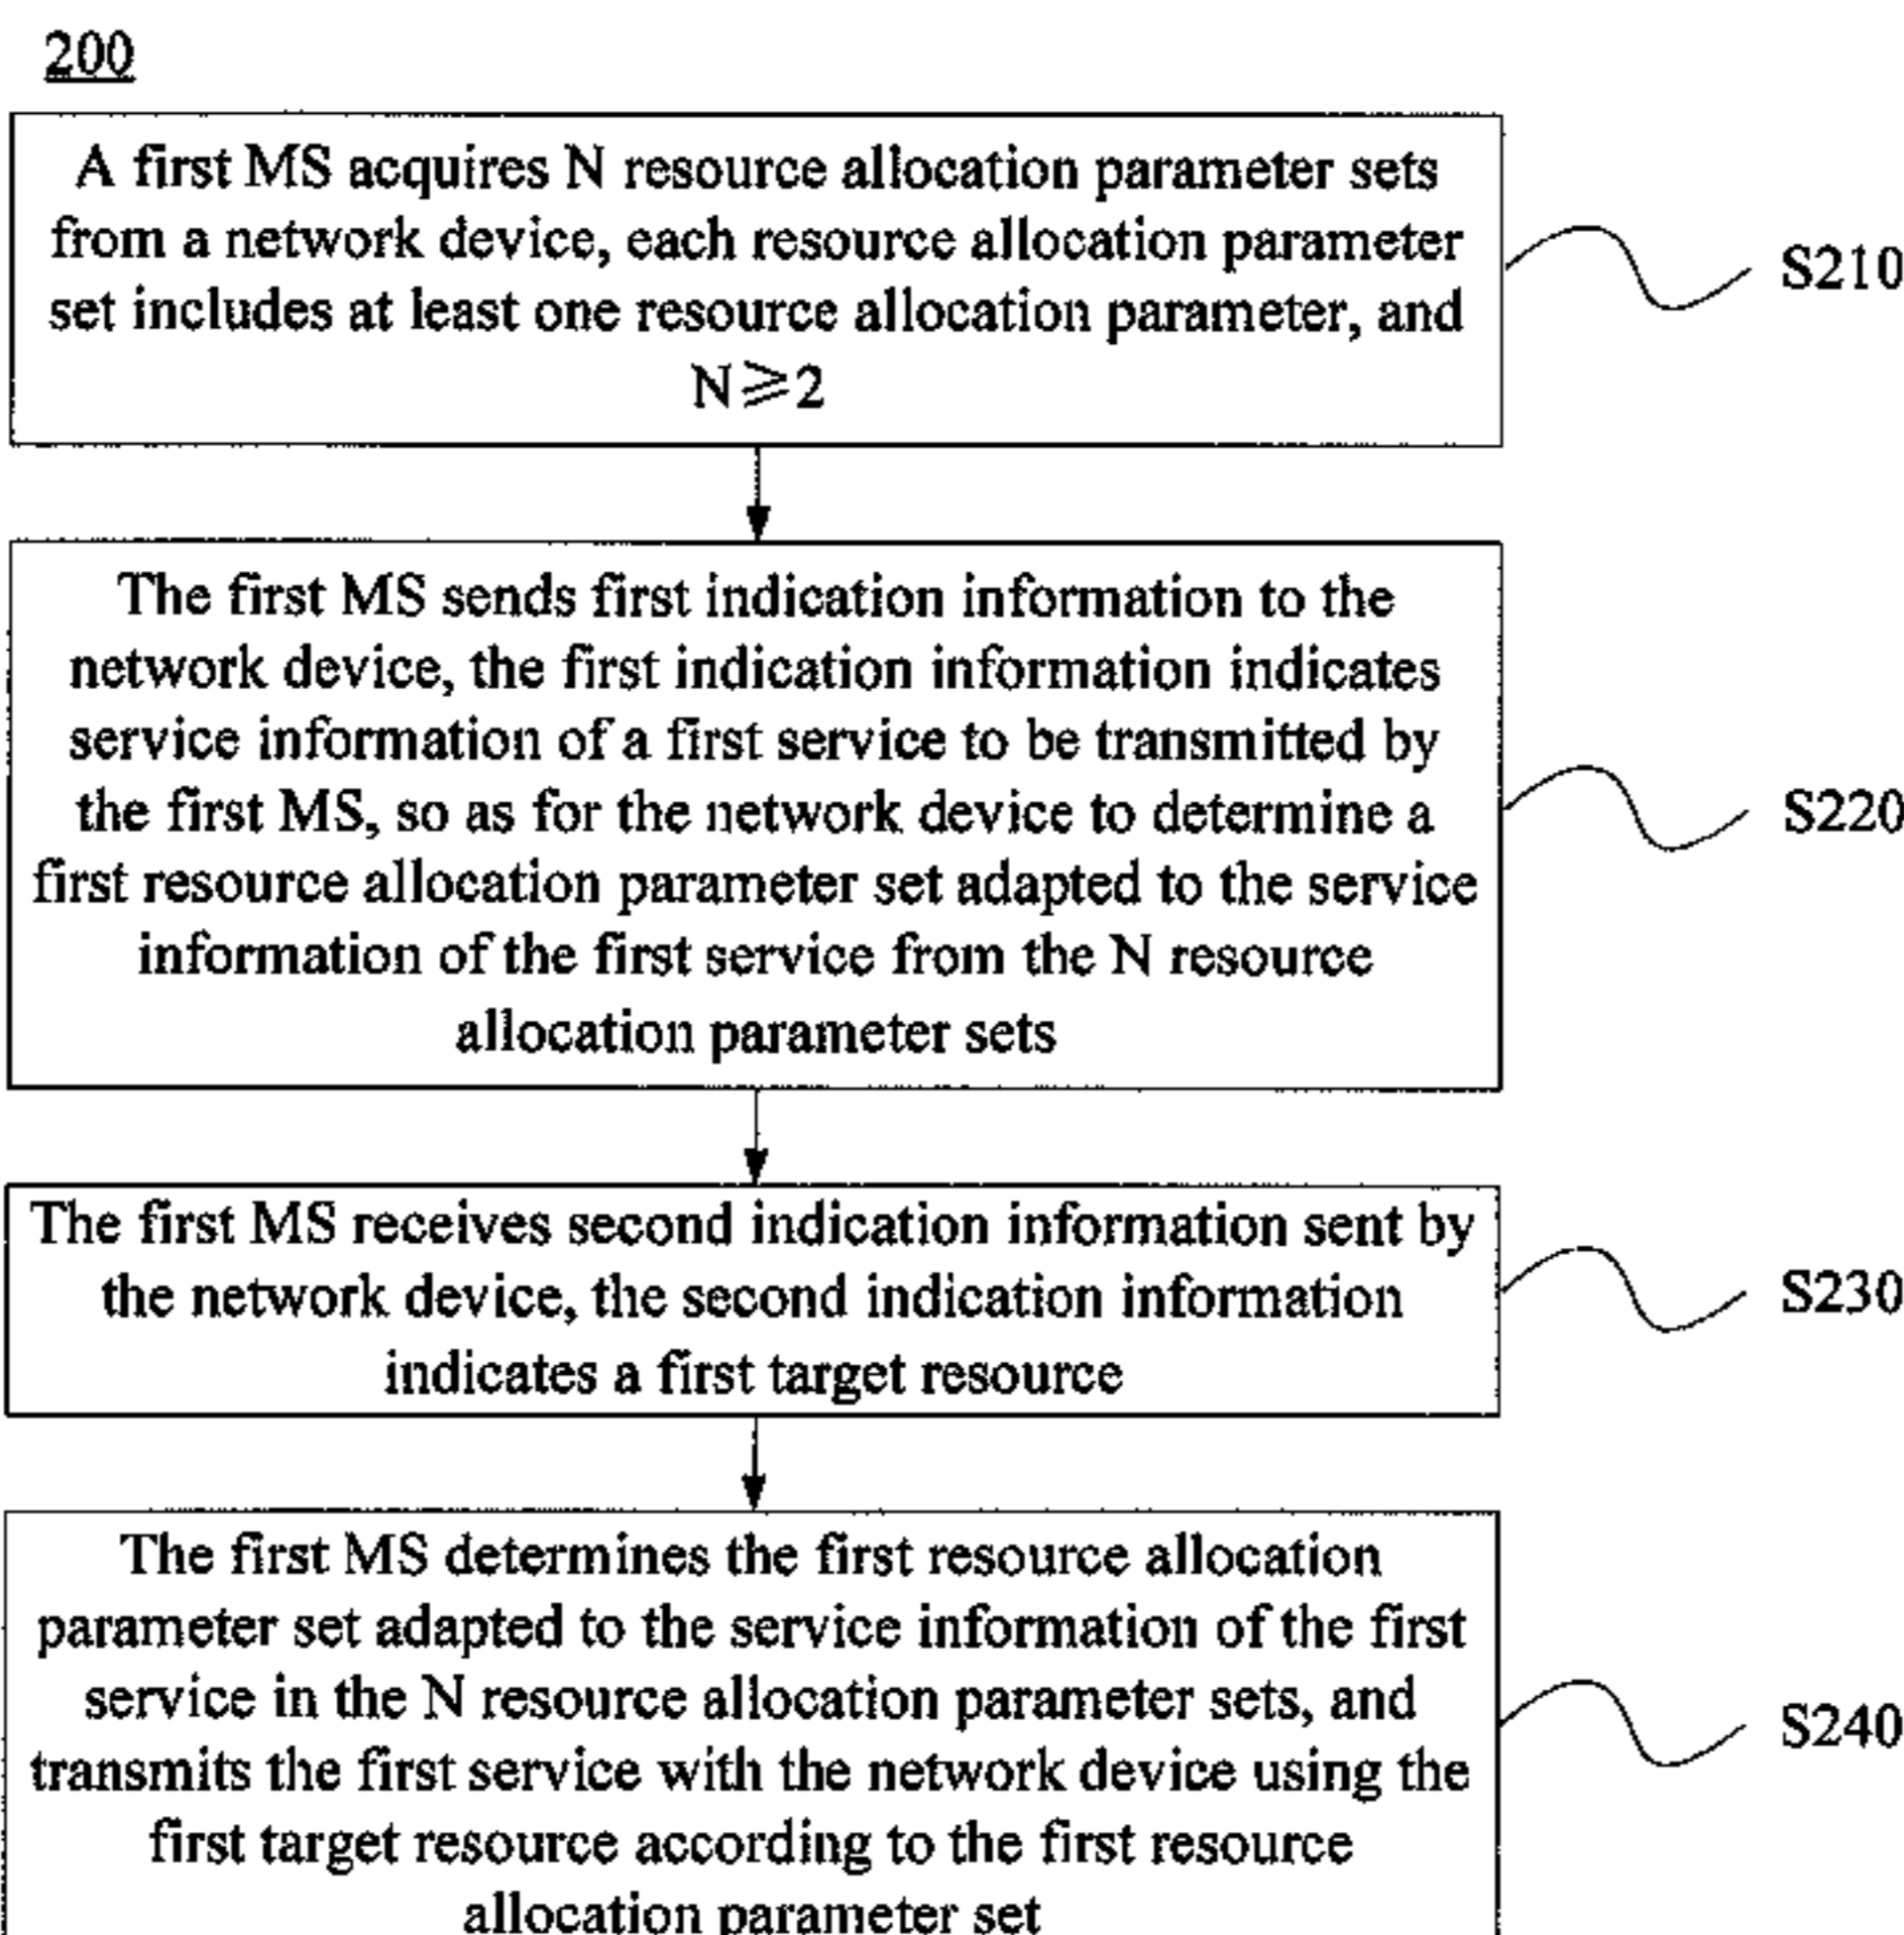 200
A first MS acquires N resource allocation parameter sets
from a network device, each resource allocation parameter
set includes at least one resource allocation parameter, and
N⩾2
S210
The first MS sends first indication information to the
network device, the first indication information indicates
service information of a first service to be transmitted by
the first MS, so as for the network device to determine a
first resource allocation parameter set adapted to the service
information of the first service from the N resource
allocation parameter sets
S220
The first MS receives second indication information sent by
the network device, the second indication information
indicates a first target resource
S230
The first MS determines the first resource allocation
parameter set adapted to the service information of the first
service in the N resource allocation parameter sets, and
transmits the first service with the network device using the
first target resource according to the first resource
allocation parameter set
S240